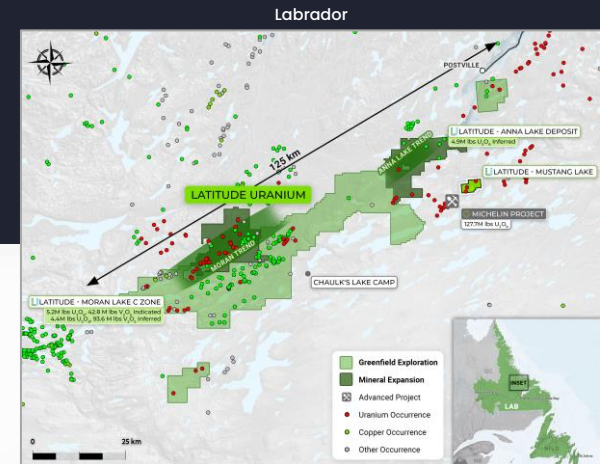 Labrador
POSTVILLE
LATITUDE - ANNA LAKE DEPOSIT
4.9M lbs U₃O₈ Inferred
125 km
ANNA LAKE TREND
LATITUDE - MUSTANG LAKE
LATITUDE URANIUM
MICHELIN PROJECT
127.7M lbs U₃O₈
MORAN TREND
CHAULK'S LAKE CAMP
LATITUDE - MORAN LAKE C ZONE
5.2M lbs U₃O₈, 42.8 M lbs V₂O₅ Indicated
4.4M lbs U₃O₈, 93.6 M lbs V₂O₅ Inferred
Greenfield Exploration
Mineral Expansion
Advanced Project
Uranium Occurrence
Copper Occurrence
Other Occurrence
0 25 km
INSET
LAB